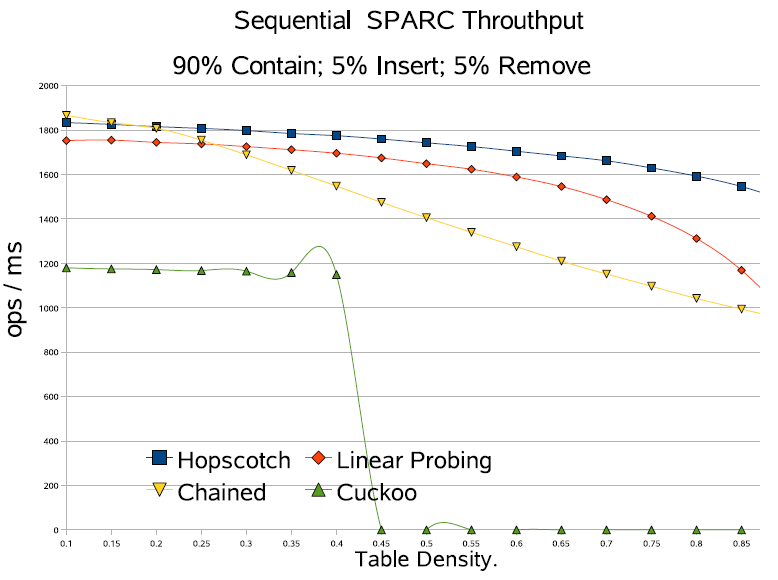 Sequential SPARC Throuthput
90% Contain; 5% Insert; 5% Remove
2000
1800
1600
1400
1200
1000
800
600
400
200
0
ops / ms
Hopscotch Linear Probing
Chained Cuckoo
0.1 0.15 0.2 0.25 0.3 0.35 0.4 0.45 0.5 0.55 0.6 0.65 0.7 0.75 0.8 0.85
Table Density.